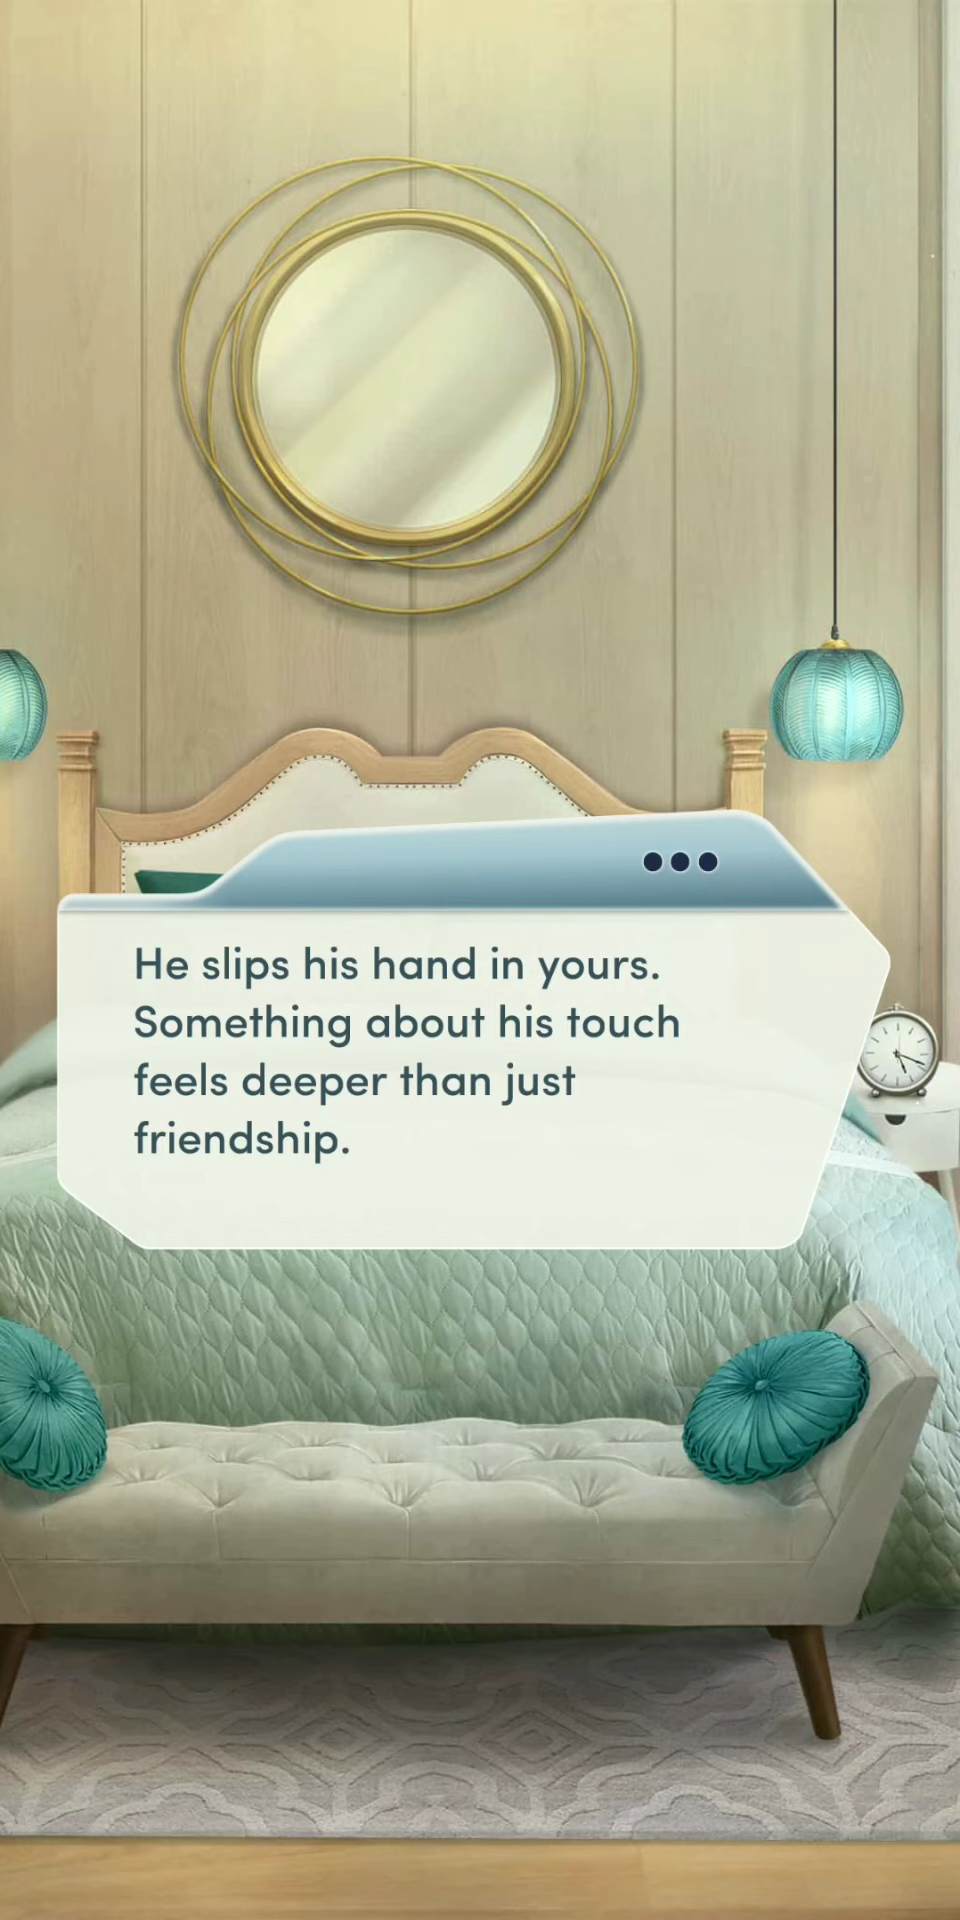 He slips his hand in yours.
Something about his touch
feels deeper than just
friendship.